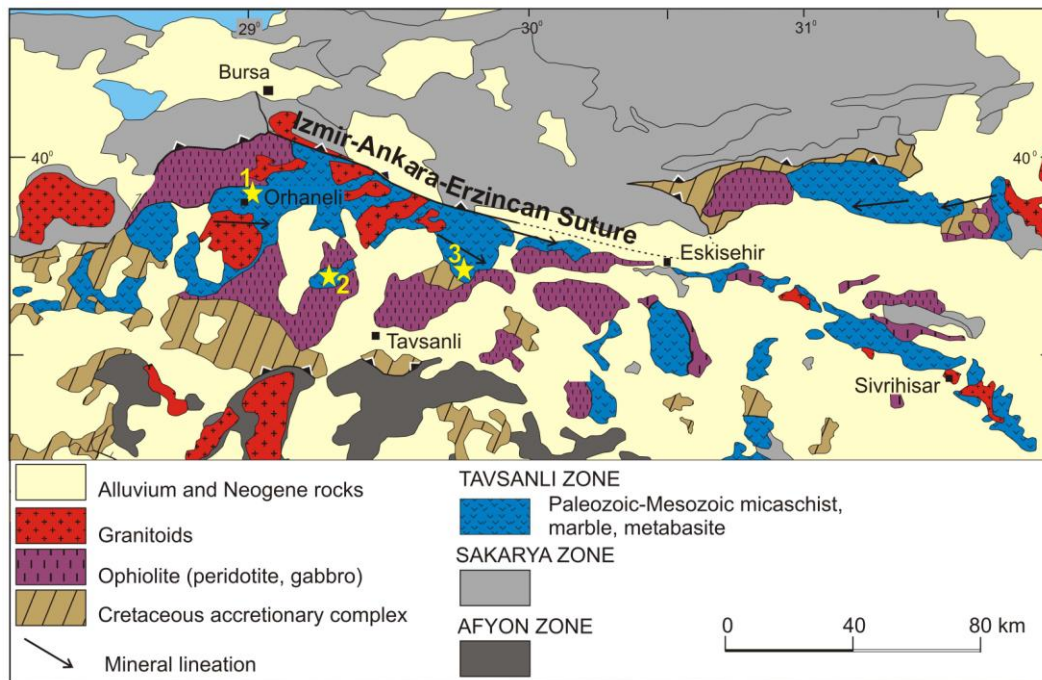 29°
30°
31°
Bursa
40°
40°
Izmir-Ankara-Erzincan Suture
1
Orhaneli
Eskisehir
3
2
Tavsanli
Sivrihisar
Alluvium and Neogene rocks
Granitoids
Ophiolite (peridotite, gabbro)
Cretaceous accretionary complex
Mineral lineation
TAVSANLI ZONE
Paleozoic-Mesozoic micaschist,
marble, metabasite
SAKARYA ZONE
AFYON ZONE
0 40 80 km